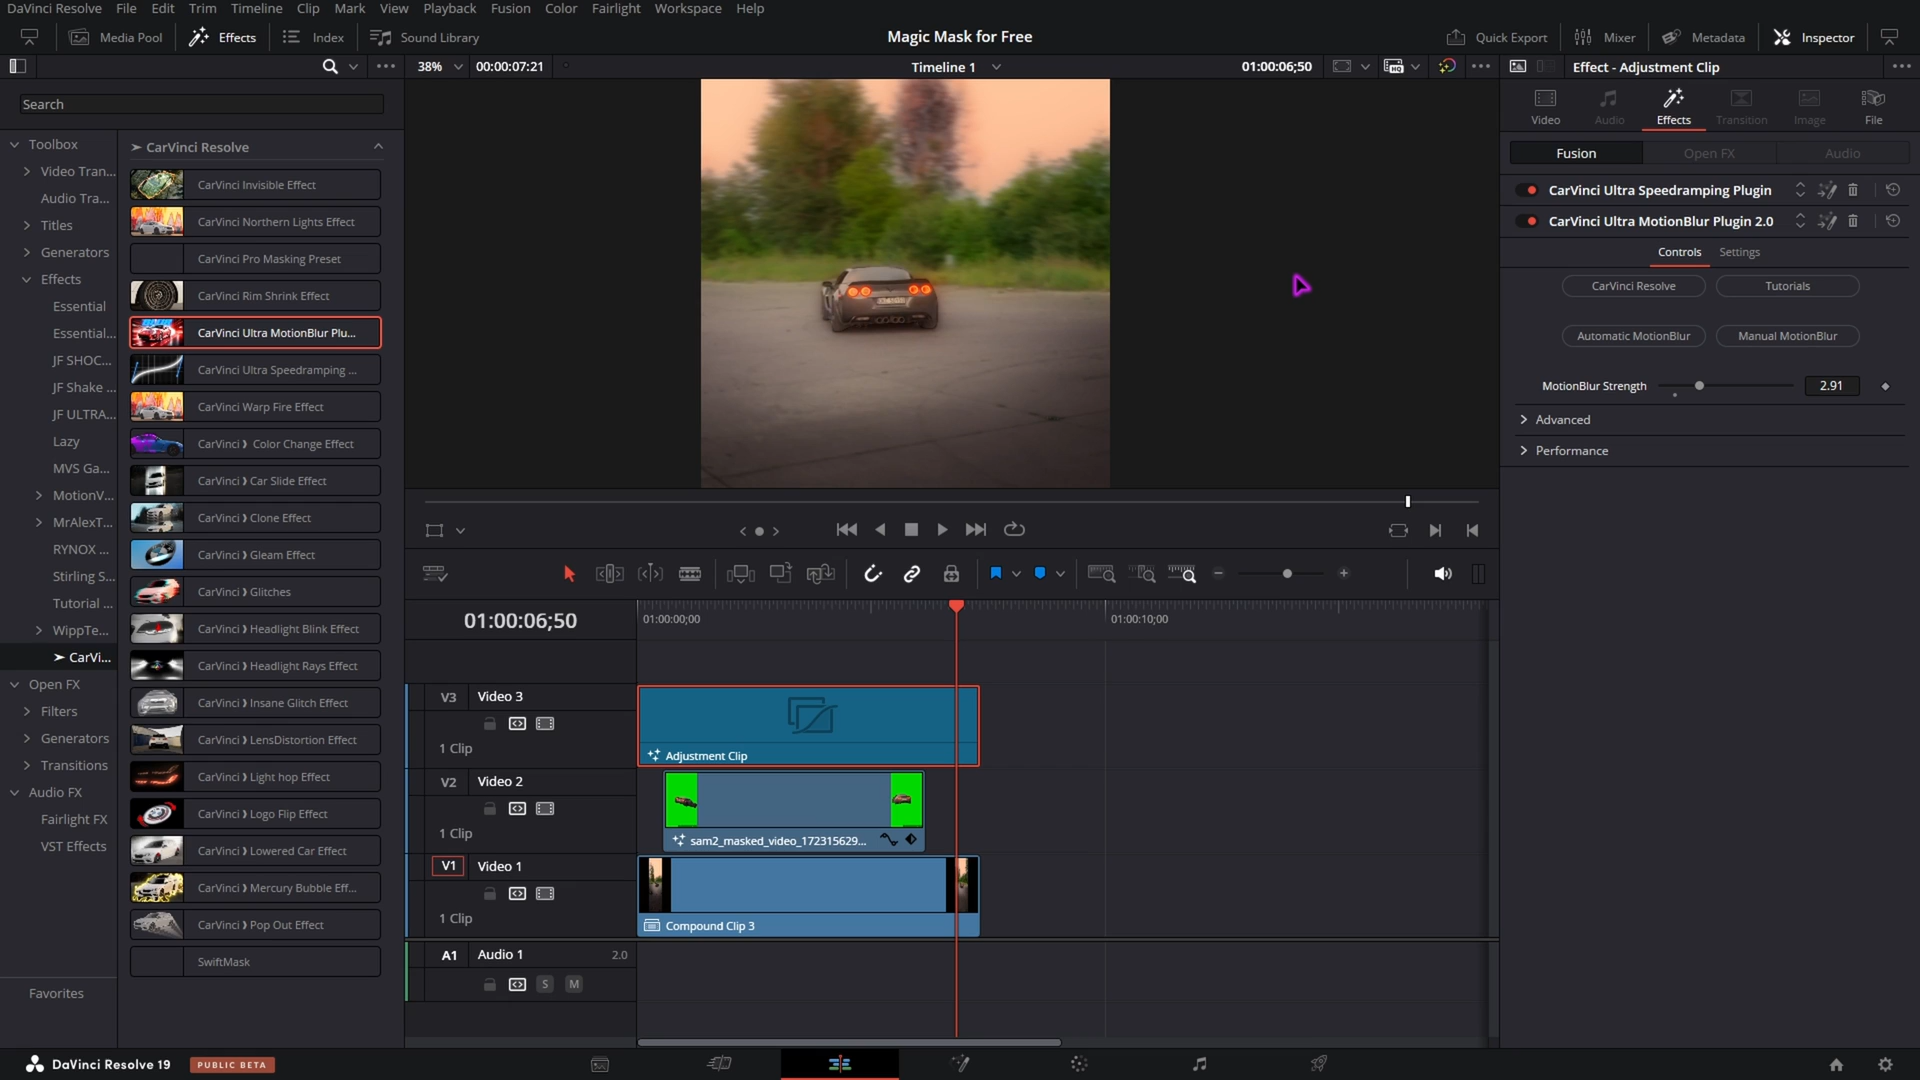 DaVinci Resolve File Edit Trim Timeline Clip Mark View Playback Fusion Color Fairlight Workspace Help
Media Pool Effects Index Sound Library Magic Mask for Free Quick Export Mixer Metadata Inspector
38% 00:00:07;21 Timeline 1 01:00:06;50 Effect - Adjustment Clip
Search
Video Audio Effects Transition Image File
Fusion Open FX Audio
CarVinci Ultra Speedramping Plugin
CarVinci Ultra MotionBlur Plugin 2.0
Controls Settings
CarVinci Resolve Tutorials
Automatic MotionBlur Manual MotionBlur
MotionBlur Strength 2.91
Advanced
Performance
Toolbox
Video Tran...
Audio Tra...
Titles
Generators
Effects
Essential
Essential...
JF SHOC...
JF Shake ...
JF ULTRA...
Lazy
MVS Ga...
MotionV...
MrAlexT...
RYNOX ...
Stirling S...
Tutorial ...
WippTe...
➣ CarVi...
Open FX
Filters
Generators
Transitions
Audio FX
Fairlight FX
VST Effects
Favorites
➣ CarVinci Resolve
CarVinci Invisible Effect
CarVinci Northern Lights Effect
CarVinci Pro Masking Preset
CarVinci Rim Shrink Effect
CarVinci Ultra MotionBlur Plu...
CarVinci Ultra Speedramping ...
CarVinci Warp Fire Effect
CarVinci ❱ Color Change Effect
CarVinci ❱ Car Slide Effect
CarVinci ❱ Clone Effect
CarVinci ❱ Gleam Effect
CarVinci ❱ Glitches
CarVinci ❱ Headlight Blink Effect
CarVinci ❱ Headlight Rays Effect
CarVinci ❱ Insane Glitch Effect
CarVinci ❱ LensDistortion Effect
CarVinci ❱ Light hop Effect
CarVinci ❱ Logo Flip Effect
CarVinci ❱ Lowered Car Effect
CarVinci ❱ Mercury Bubble Eff...
CarVinci ❱ Pop Out Effect
SwiftMask
01:00:06;50 01:00:00;00 01:00:10;00
V3 Video 3
1 Clip
Adjustment Clip
V2 Video 2
1 Clip
sam2_masked_video_172315629...
V1 Video 1
1 Clip
Compound Clip 3
A1 Audio 1 2.0
S M
DaVinci Resolve 19 PUBLIC BETA